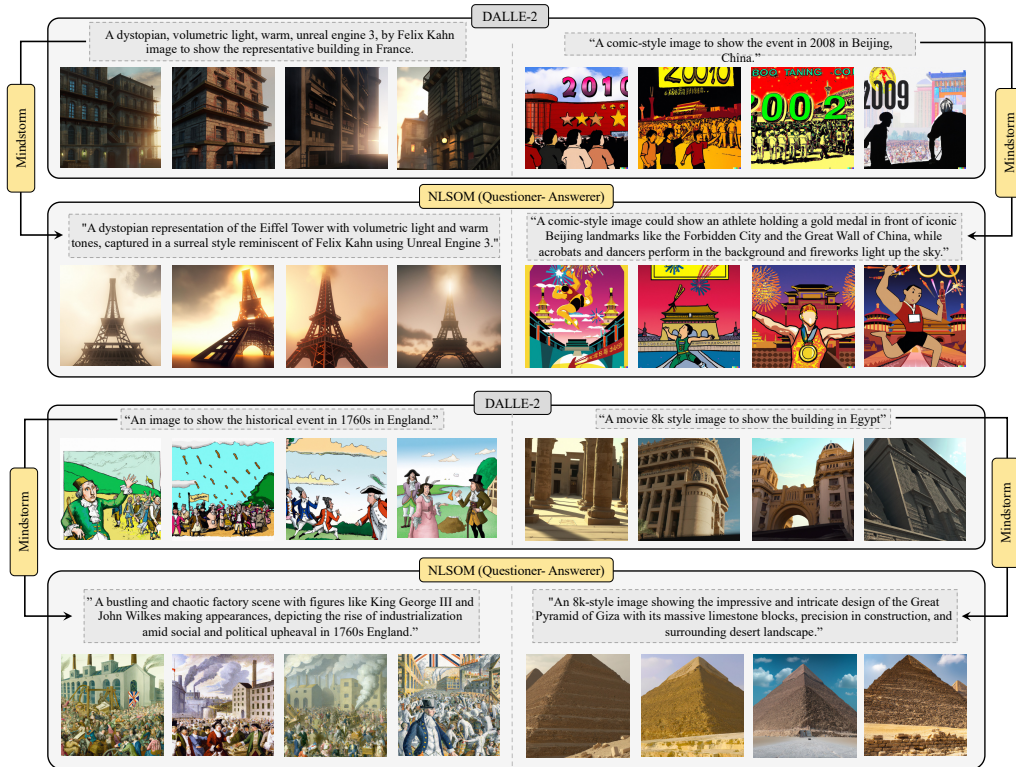 DALLE-2
A dystopian, volumetric light, warm, unreal engine 3, by Felix Kahn
image to show the representative building in France.
“A comic-style image to show the event in 2008 in Beijing,
China.”
2010
20010
BOO TANING CO
2002
2009
Mindstorm
Mindstorm
NLSOM (Questioner- Answerer)
"A dystopian representation of the Eiffel Tower with volumetric light and warm
tones, captured in a surreal style reminiscent of Felix Kahn using Unreal Engine 3."
“A comic-style image could show an athlete holding a gold medal in front of iconic
Beijing landmarks like the Forbidden City and the Great Wall of China, while
acrobats and dancers perform in the background and fireworks light up the sky.”
DALLE-2
“An image to show the historical event in 1760s in England.”
“A movie 8k style image to show the building in Egypt”
Mindstorm
Mindstorm
NLSOM (Questioner- Answerer)
” A bustling and chaotic factory scene with figures like King George III and
John Wilkes making appearances, depicting the rise of industrialization
amid social and political upheaval in 1760s England.”
"An 8k-style image showing the impressive and intricate design of the Great
Pyramid of Giza with its massive limestone blocks, precision in construction, and
surrounding desert landscape.”